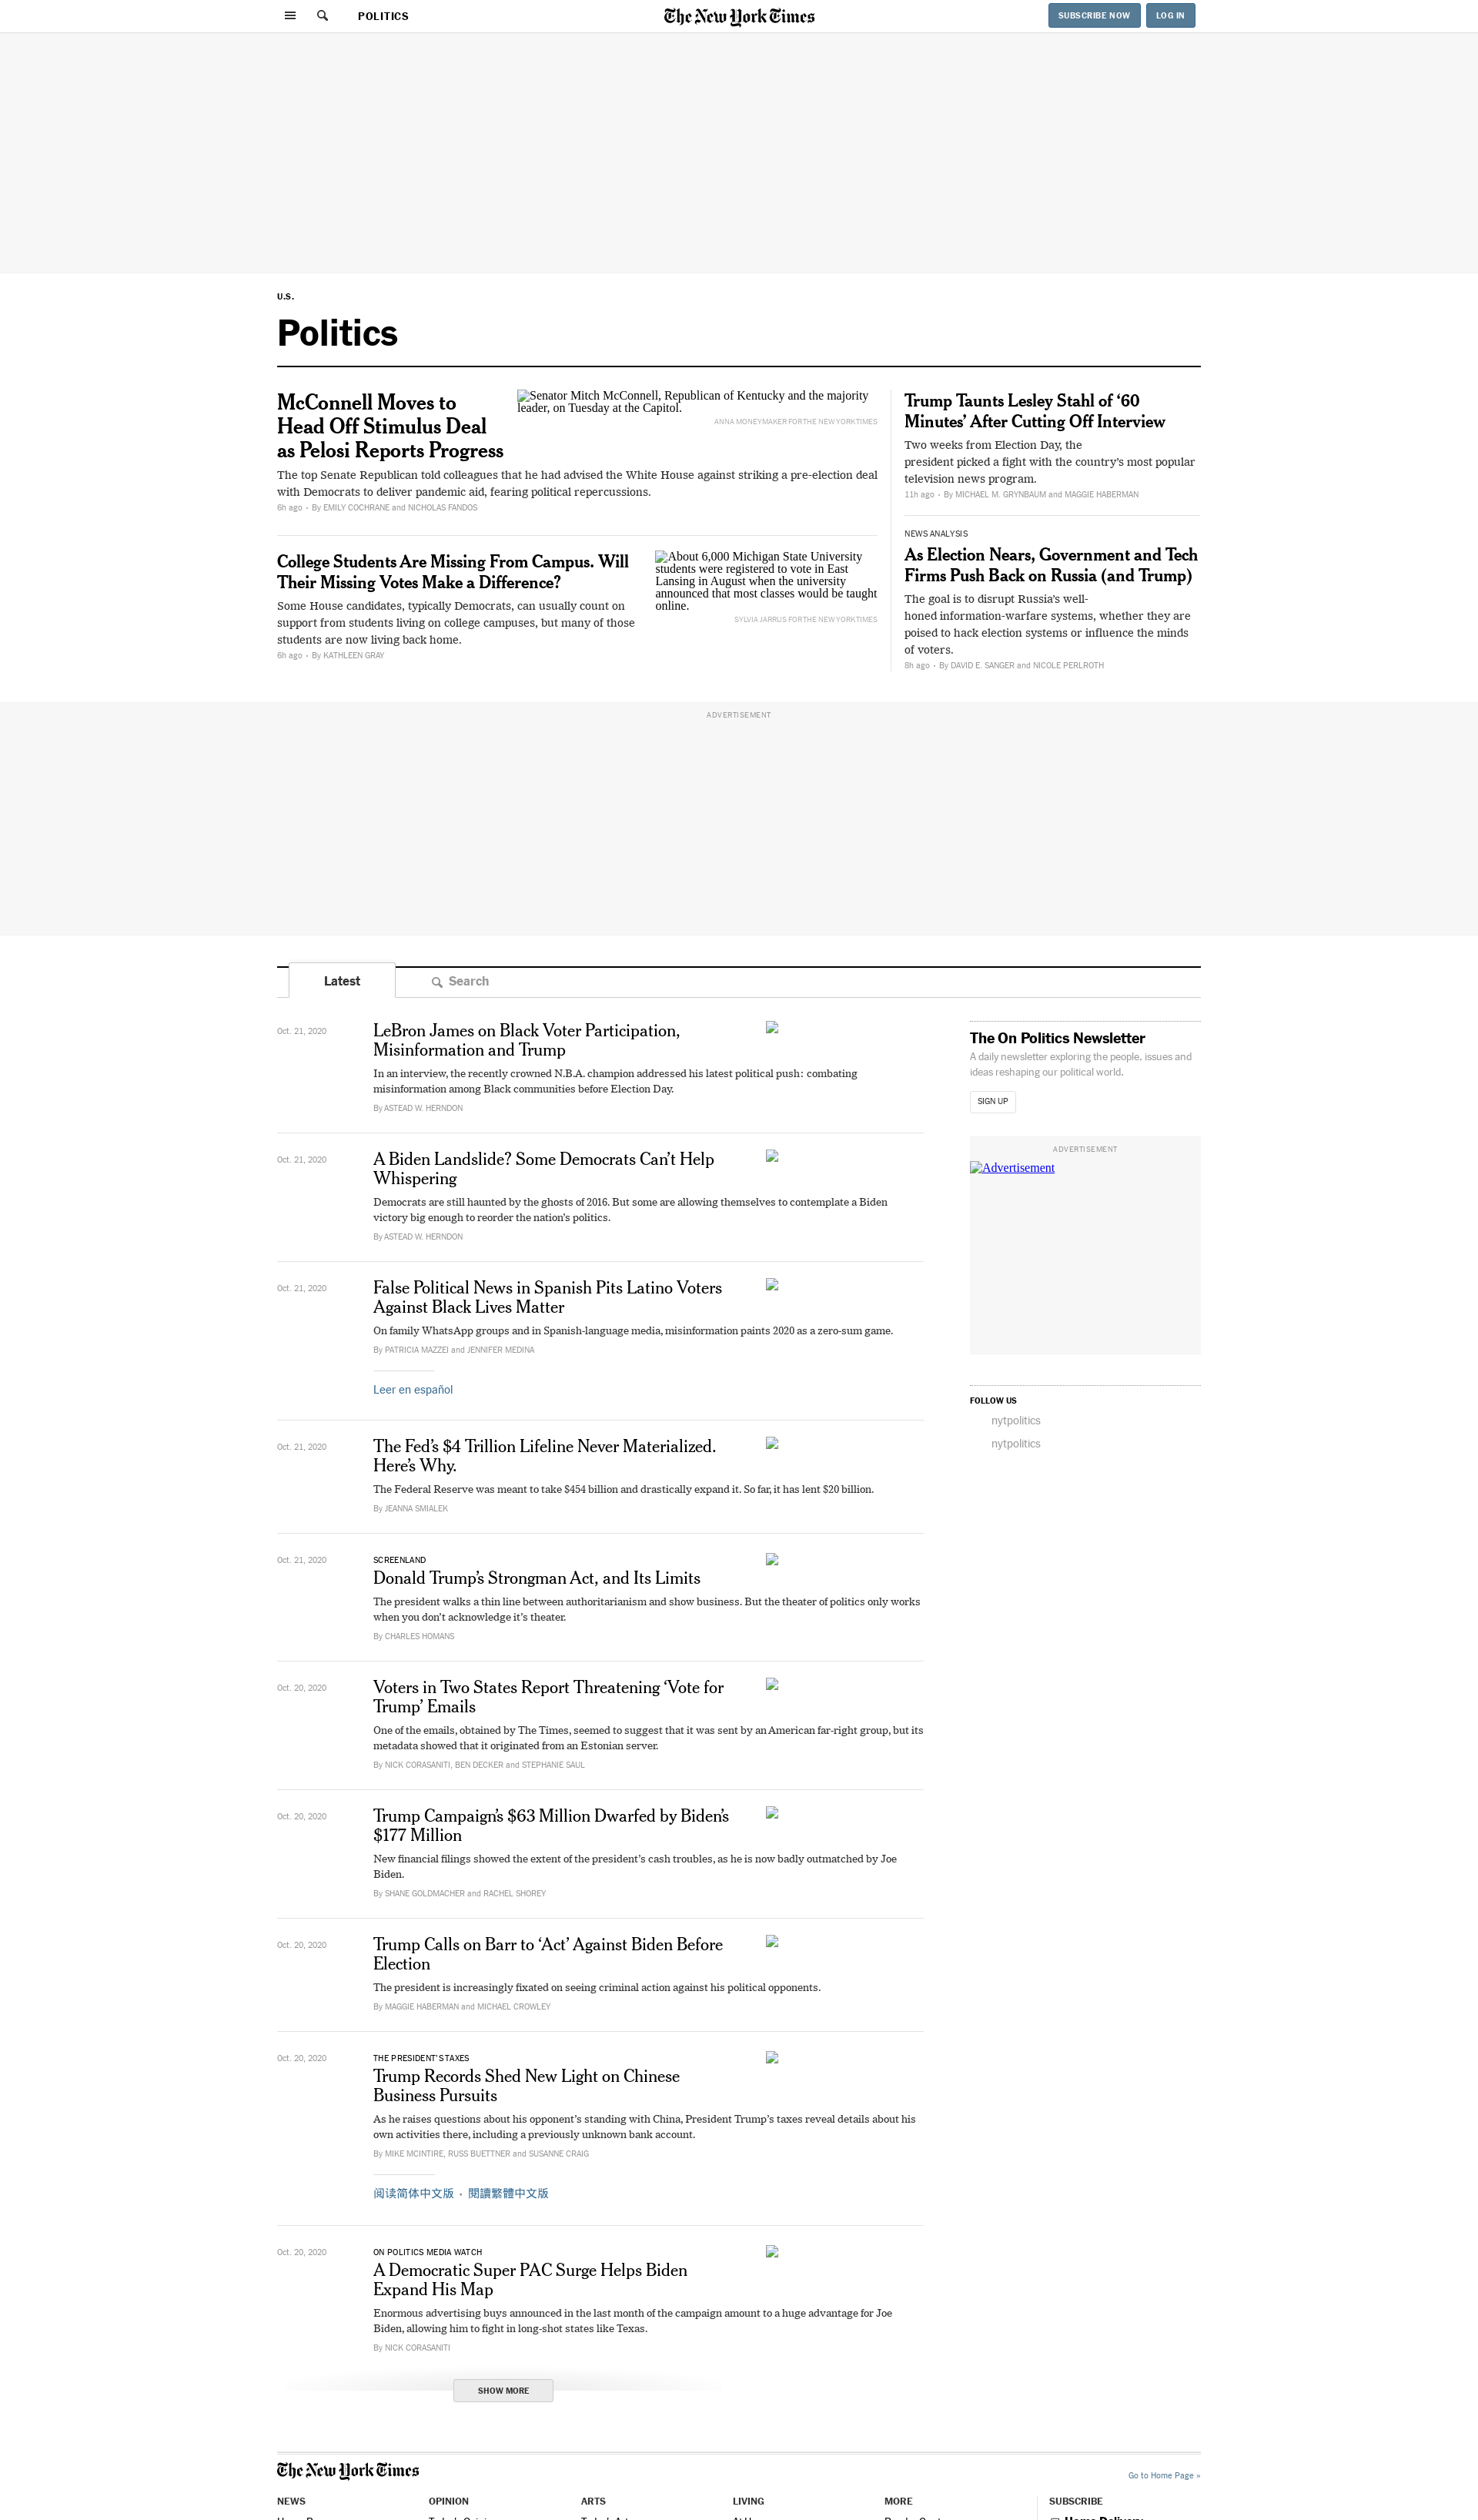 POLITICS
The New York Times
SUBSCRIBE NOW
LOG IN
U.S.
Politics
McConnell Moves to
Head Off Stimulus Deal
as Pelosi Reports Progress
Senator Mitch McConnell, Republican of Kentucky and the majority
leader, on Tuesday at the Capitol.
ANNA MONEYMAKER FOR THE NEW YORK TIMES
The top Senate Republican told colleagues that he had advised the White House against striking a pre-election deal
with Democrats to deliver pandemic aid, fearing political repercussions.
6h ago • By EMILY COCHRANE and NICHOLAS FANDOS
College Students Are Missing From Campus. Will
Their Missing Votes Make a Difference?
Some House candidates, typically Democrats, can usually count on
support from students living on college campuses, but many of those
students are now living back home.
6h ago • By KATHLEEN GRAY
About 6,000 Michigan State University
students were registered to vote in East
Lansing in August when the university
announced that most classes would be taught
online.
SYLVIA JARRUS FOR THE NEW YORK TIMES
Trump Taunts Lesley Stahl of ‘60
Minutes’ After Cutting Off Interview
Two weeks from Election Day, the
president picked a fight with the country’s most popular
television news program.
11h ago • By MICHAEL M. GRYNBAUM and MAGGIE HABERMAN
NEWS ANALYSIS
As Election Nears, Government and Tech
Firms Push Back on Russia (and Trump)
The goal is to disrupt Russia’s well-
honed information-warfare systems, whether they are
poised to hack election systems or influence the minds
of voters.
8h ago • By DAVID E. SANGER and NICOLE PERLROTH
ADVERTISEMENT
Latest
Search
Oct. 21, 2020
LeBron James on Black Voter Participation,
Misinformation and Trump
In an interview, the recently crowned N.B.A. champion addressed his latest political push: combating
misinformation among Black communities before Election Day.
By ASTEAD W. HERNDON
Oct. 21, 2020
A Biden Landslide? Some Democrats Can’t Help
Whispering
Democrats are still haunted by the ghosts of 2016. But some are allowing themselves to contemplate a Biden
victory big enough to reorder the nation’s politics.
By ASTEAD W. HERNDON
Oct. 21, 2020
False Political News in Spanish Pits Latino Voters
Against Black Lives Matter
On family WhatsApp groups and in Spanish-language media, misinformation paints 2020 as a zero-sum game.
By PATRICIA MAZZEI and JENNIFER MEDINA
Leer en español
Oct. 21, 2020
The Fed’s $4 Trillion Lifeline Never Materialized.
Here’s Why.
The Federal Reserve was meant to take $454 billion and drastically expand it. So far, it has lent $20 billion.
By JEANNA SMIALEK
Oct. 21, 2020
SCREENLAND
Donald Trump’s Strongman Act, and Its Limits
The president walks a thin line between authoritarianism and show business. But the theater of politics only works
when you don’t acknowledge it’s theater.
By CHARLES HOMANS
Oct. 20, 2020
Voters in Two States Report Threatening ‘Vote for
Trump’ Emails
One of the emails, obtained by The Times, seemed to suggest that it was sent by an American far-right group, but its
metadata showed that it originated from an Estonian server.
By NICK CORASANITI, BEN DECKER and STEPHANIE SAUL
Oct. 20, 2020
Trump Campaign’s $63 Million Dwarfed by Biden’s
$177 Million
New financial filings showed the extent of the president’s cash troubles, as he is now badly outmatched by Joe
Biden.
By SHANE GOLDMACHER and RACHEL SHOREY
Oct. 20, 2020
Trump Calls on Barr to ‘Act’ Against Biden Before
Election
The president is increasingly fixated on seeing criminal action against his political opponents.
By MAGGIE HABERMAN and MICHAEL CROWLEY
Oct. 20, 2020
THE PRESIDENT’S TAXES
Trump Records Shed New Light on Chinese
Business Pursuits
As he raises questions about his opponent’s standing with China, President Trump’s taxes reveal details about his
own activities there, including a previously unknown bank account.
By MIKE MCINTIRE, RUSS BUETTNER and SUSANNE CRAIG
阅读简体中文版 • 閱讀繁體中文版
Oct. 20, 2020
ON POLITICS MEDIA WATCH
A Democratic Super PAC Surge Helps Biden
Expand His Map
Enormous advertising buys announced in the last month of the campaign amount to a huge advantage for Joe
Biden, allowing him to fight in long-shot states like Texas.
By NICK CORASANITI
SHOW MORE
The On Politics Newsletter
A daily newsletter exploring the people, issues and
ideas reshaping our political world.
SIGN UP
ADVERTISEMENT
Advertisement
FOLLOW US
nytpolitics
nytpolitics
The New York Times
Go to Home Page »
NEWS
OPINION
ARTS
LIVING
MORE
SUBSCRIBE